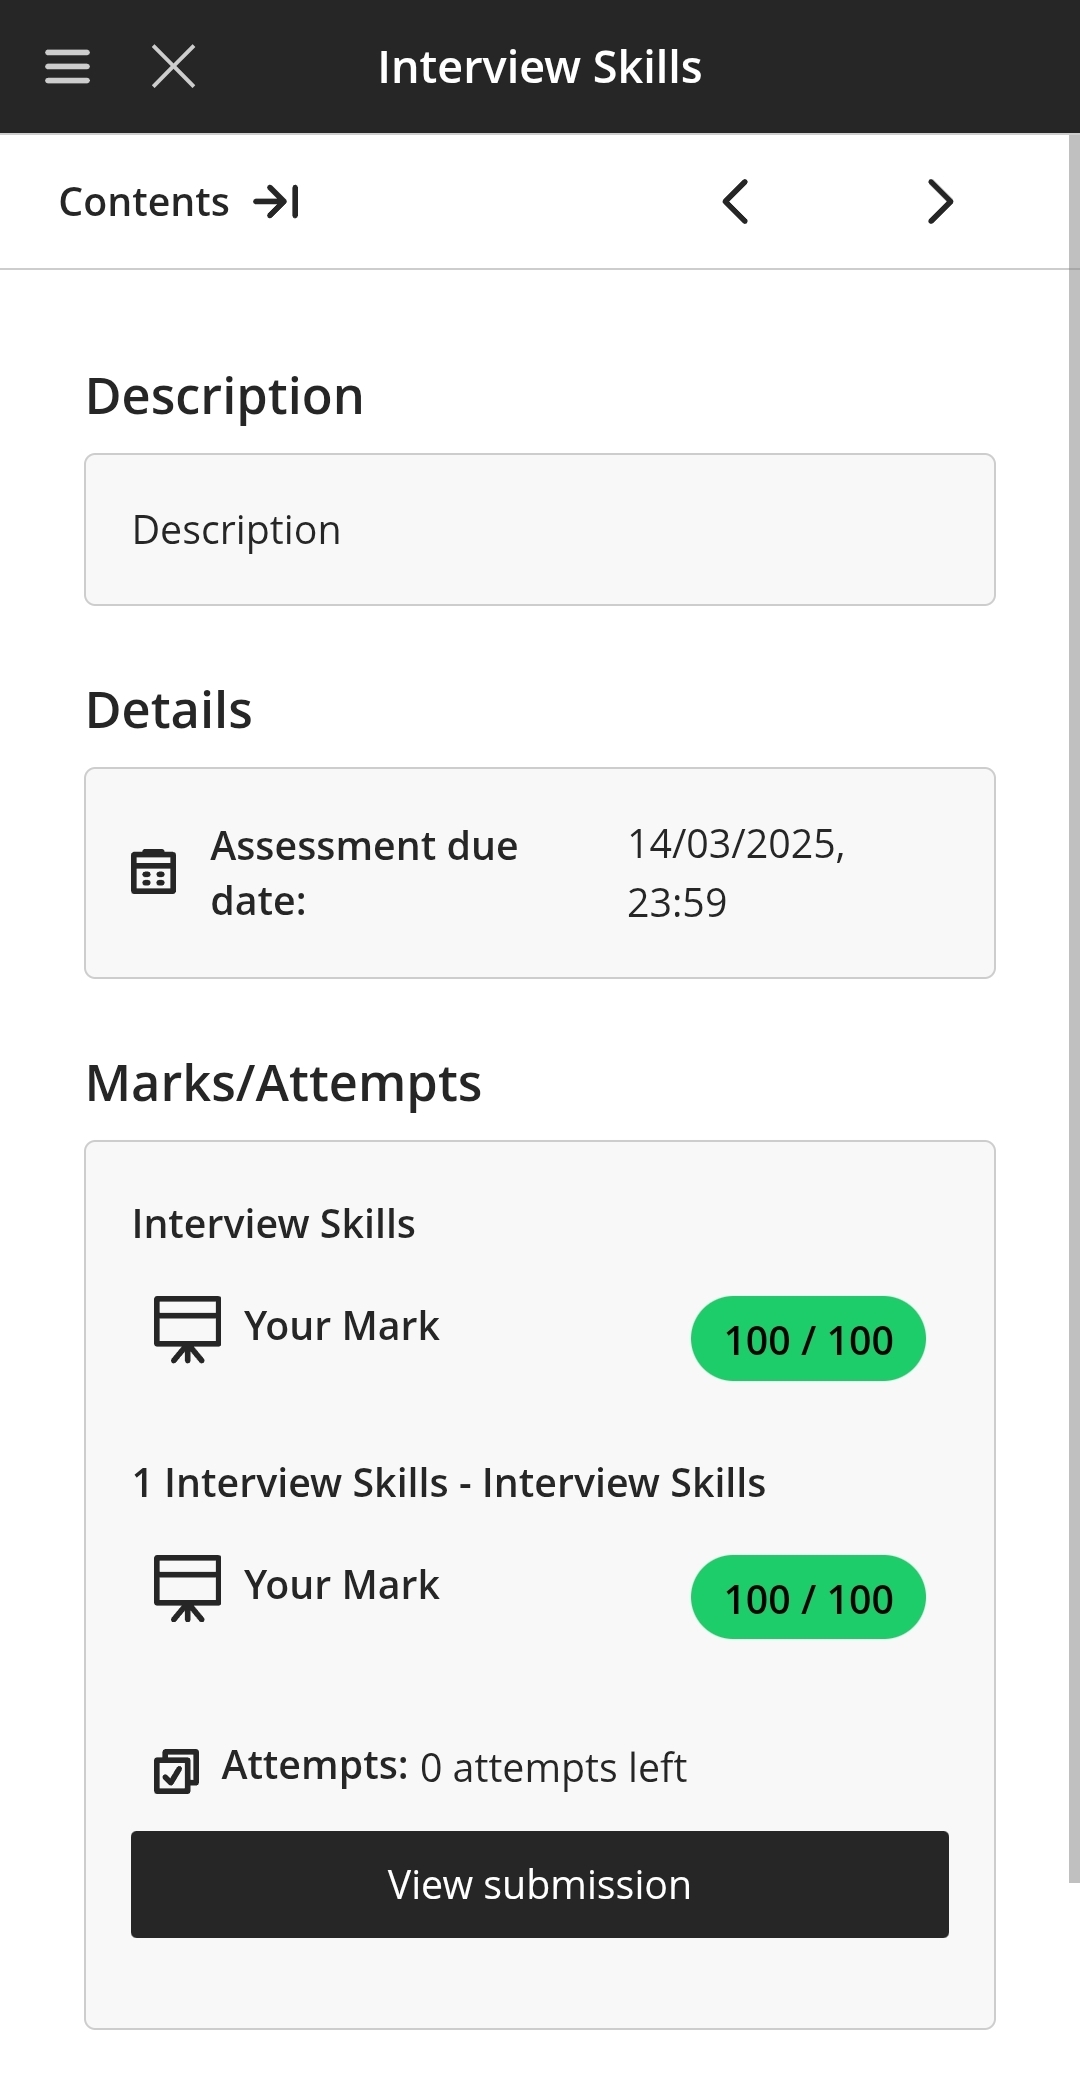 Interview Skills
Contents
Description
Description
Details
Assessment due
date:
14/03/2025,
23:59
Marks/Attempts
Interview Skills
Your Mark
100 / 100
1 Interview Skills - Interview Skills
Your Mark
100 / 100
Attempts: 0 attempts left
View submission